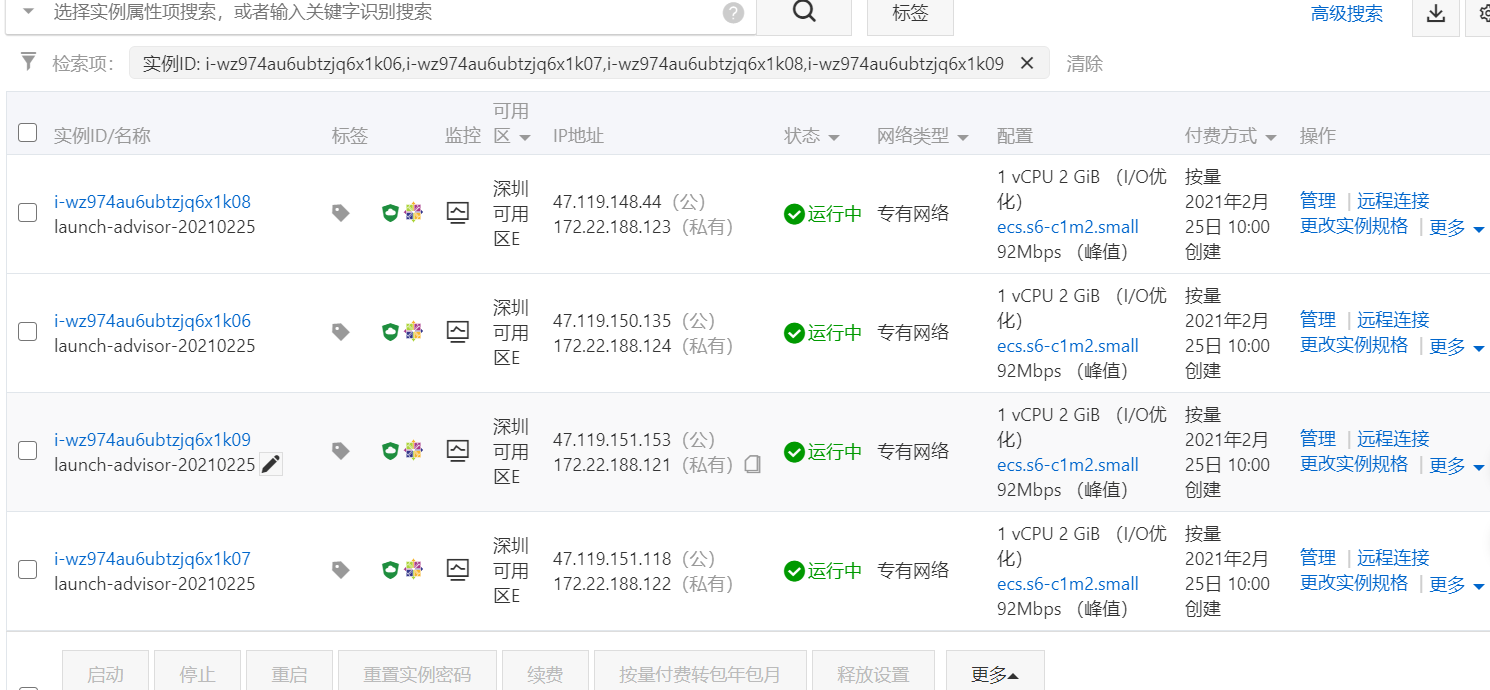 选择实例属性项搜索，或者输入关键字识别搜索 ? 标签 高级搜索
检索项: 实例ID: i-wz974au6ubtzjq6x1k06,i-wz974au6ubtzjq6x1k07,i-wz974au6ubtzjq6x1k08,i-wz974au6ubtzjq6x1k09 清除
实例ID/名称 标签 监控 可用区 IP地址 状态 网络类型 配置 付费方式 操作
i-wz974au6ubtzjq6x1k08
launch-advisor-20210225
深圳
可用
区E
47.119.148.44（公）
172.22.188.123（私有）
运行中
专有网络
1 vCPU 2 GiB （I/O优
化）
ecs.s6-c1m2.small
92Mbps （峰值）
按量
2021年2月
25日 10:00
创建
管理 | 远程连接
更改实例规格 | 更多
i-wz974au6ubtzjq6x1k06
launch-advisor-20210225
深圳
可用
区E
47.119.150.135（公）
172.22.188.124（私有）
运行中
专有网络
1 vCPU 2 GiB （I/O优
化）
ecs.s6-c1m2.small
92Mbps （峰值）
按量
2021年2月
25日 10:00
创建
管理 | 远程连接
更改实例规格 | 更多
i-wz974au6ubtzjq6x1k09
launch-advisor-20210225
深圳
可用
区E
47.119.151.153（公）
172.22.188.121（私有）
运行中
专有网络
1 vCPU 2 GiB （I/O优
化）
ecs.s6-c1m2.small
92Mbps （峰值）
按量
2021年2月
25日 10:00
创建
管理 | 远程连接
更改实例规格 | 更多
i-wz974au6ubtzjq6x1k07
launch-advisor-20210225
深圳
可用
区E
47.119.151.118（公）
172.22.188.122（私有）
运行中
专有网络
1 vCPU 2 GiB （I/O优
化）
ecs.s6-c1m2.small
92Mbps （峰值）
按量
2021年2月
25日 10:00
创建
管理 | 远程连接
更改实例规格 | 更多
启动 停止 重启 重置实例密码 续费 按量付费转包年包月 释放设置 更多